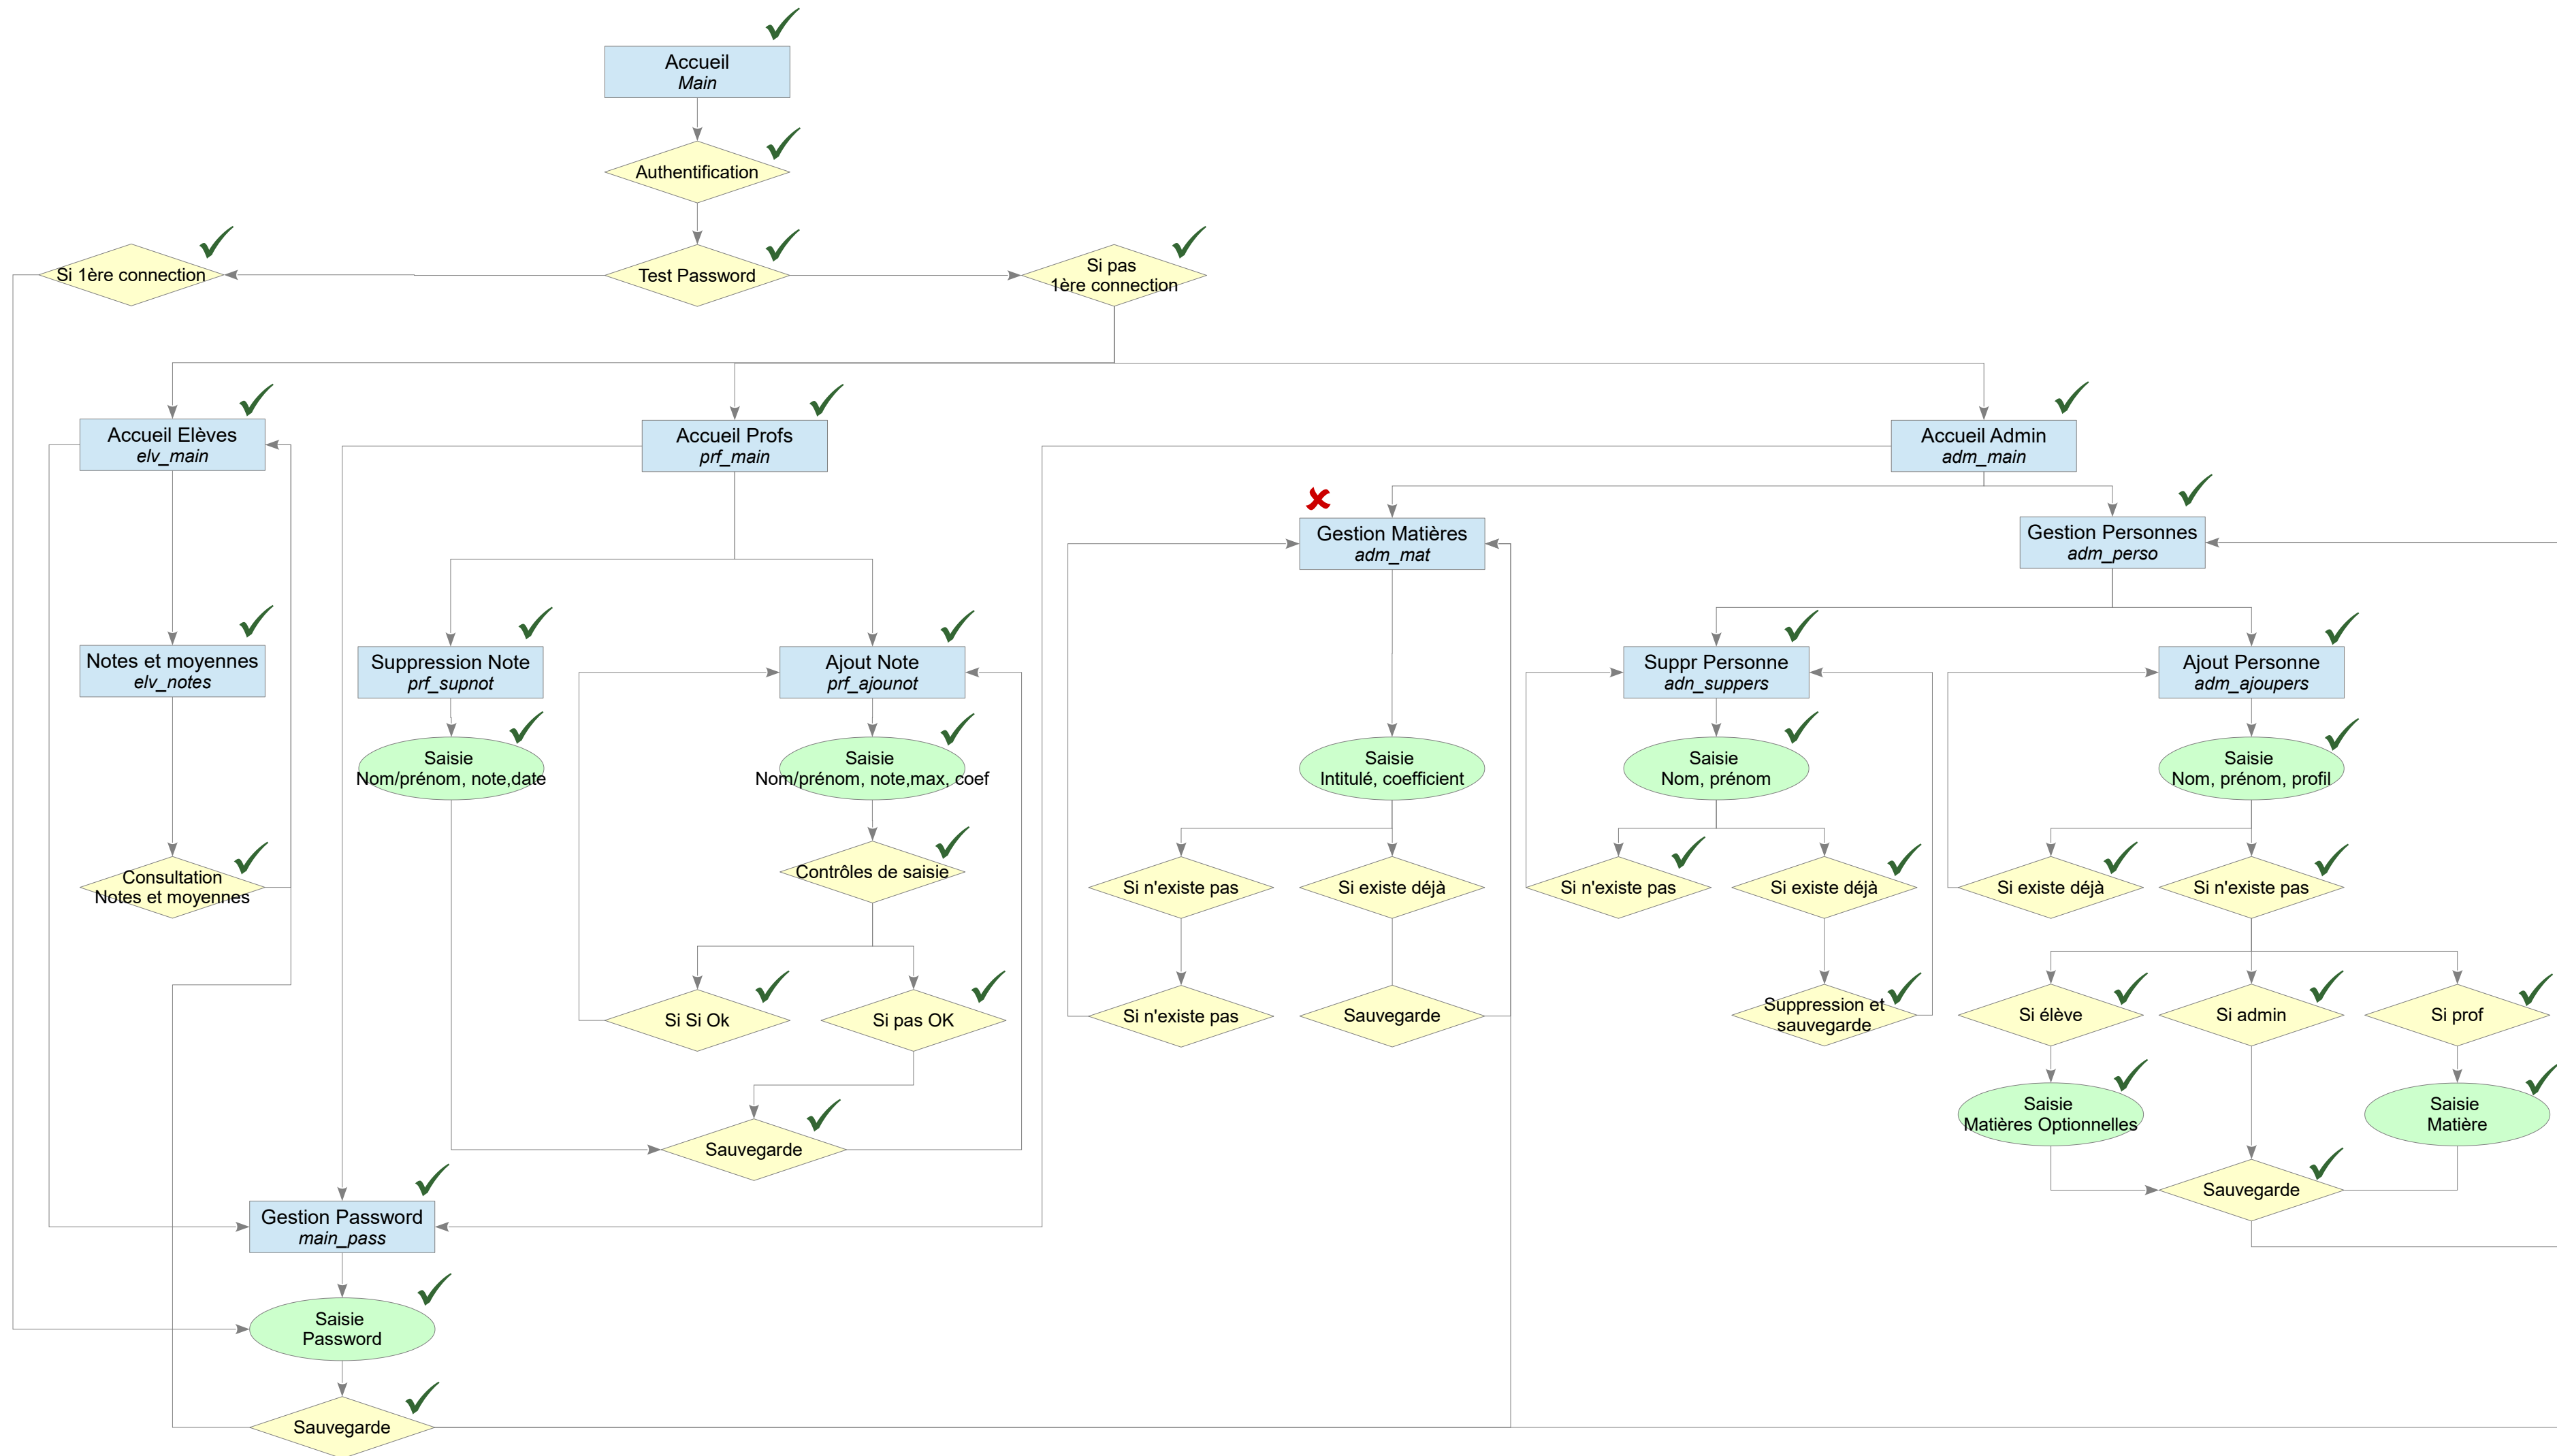 Accueil
Main
Authentification
Si 1ère connection
Test Password
Si pas
1ère connection
Accueil Elèves
elv_main
Accueil Profs
prf_main
Accueil Admin
adm_main
Gestion Matières
adm_mat
Gestion Personnes
adm_perso
Notes et moyennes
elv_notes
Suppression Note
prf_supnot
Ajout Note
prf_ajounot
Suppr Personne
adn_suppers
Ajout Personne
adm_ajoupers
Saisie
Nom/prénom, note,date
Saisie
Nom/prénom, note,max, coef
Saisie
Intitulé, coefficient
Saisie
Nom, prénom
Saisie
Nom, prénom, profil
Consultation
Notes et moyennes
Contrôles de saisie
Si n'existe pas
Si existe déjà
Si n'existe pas
Si existe déjà
Si existe déjà
Si n'existe pas
Si Si Ok
Si pas OK
Si n'existe pas
Sauvegarde
Suppression et
sauvegarde
Si élève
Si admin
Si prof
Saisie
Matières Optionnelles
Saisie
Matière
Sauvegarde
Sauvegarde
Gestion Password
main_pass
Saisie
Password
Sauvegarde